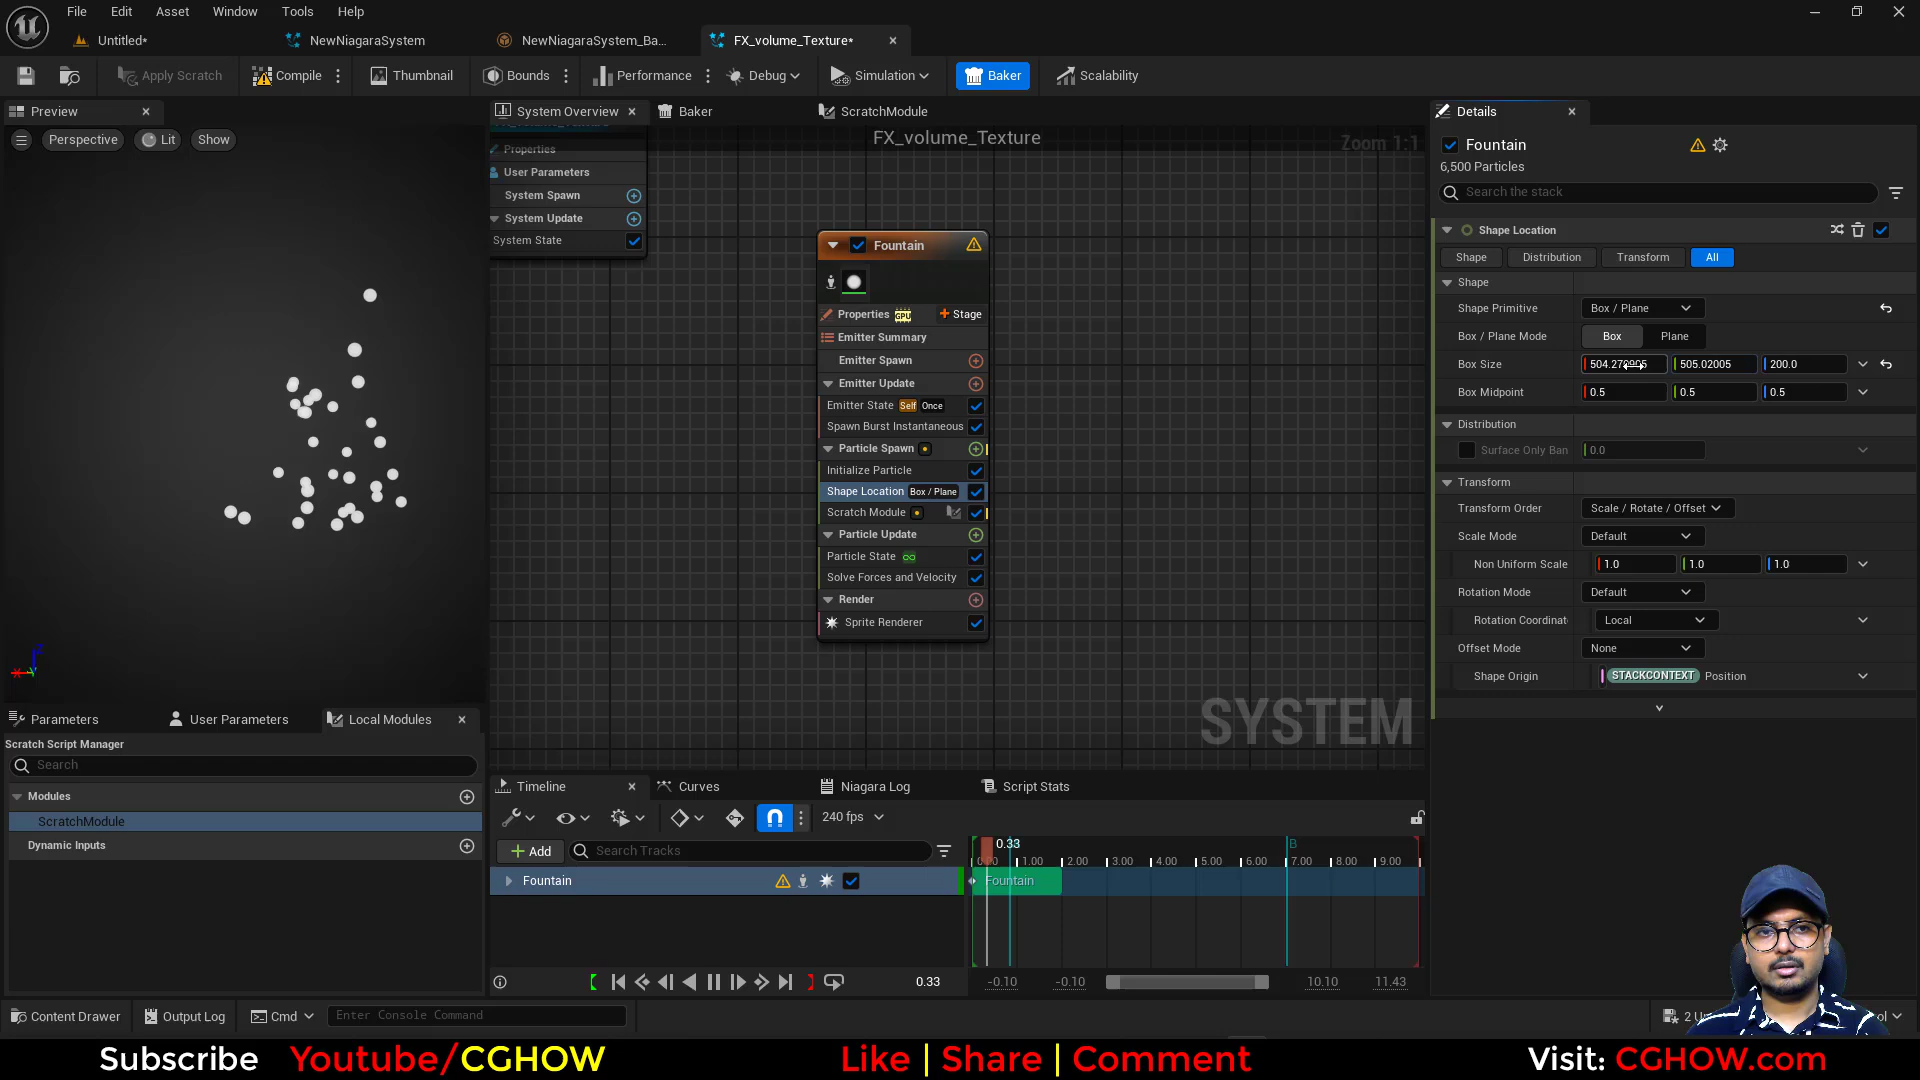 File Edit Asset Window Tools Help
Untitled* NewNiagaraSystem NewNiagaraSystem_Ba... FX_volume_Texture*
Apply Scratch Compile Thumbnail Bounds Performance Debug Simulation Baker Scalability
Preview System Overview Baker ScratchModule Details
Perspective Lit Show
FX_volume_Texture
Zoom 1:1
Properties
User Parameters
System Spawn
System Update
System State
Fountain
Properties GPU Stage
Emitter Summary
Emitter Spawn
Emitter Update
Emitter State Self Once
Spawn Burst Instantaneous
Particle Spawn
Initialize Particle
Shape Location Box / Plane
Scratch Module
Particle Update
Particle State
Solve Forces and Velocity
Render
Sprite Renderer
SYSTEM
Fountain
6,500 Particles
Search the stack
Shape Location
Shape Distribution Transform All
Shape
Shape Primitive Box / Plane
Box / Plane Mode Box Plane
Box Size 505.02005 200.0
Box Midpoint 0.5 0.5 0.5
Distribution
Surface Only Ban 0.0
Transform
Transform Order Scale / Rotate / Offset
Scale Mode Default
Non Uniform Scale 1.0 1.0 1.0
Rotation Mode Default
Rotation Coordinat Local
Offset Mode None
Shape Origin STACKCONTEXT Position
Parameters User Parameters Local Modules
Scratch Script Manager
Search
Modules
ScratchModule
Dynamic Inputs
Timeline Curves Niagara Log Script Stats
240 fps
Add Search Tracks
0.33
1.00 2.00 3.00 4.00 5.00 6.00 7.00 8.00 9.00
B
Fountain Fountain
0.33 -0.10 -0.10 10.10 11.43
Content Drawer Output Log Cmd Enter Console Command
Subscribe Youtube/CGHOW Like | Share | Comment Visit: CGHOW.com